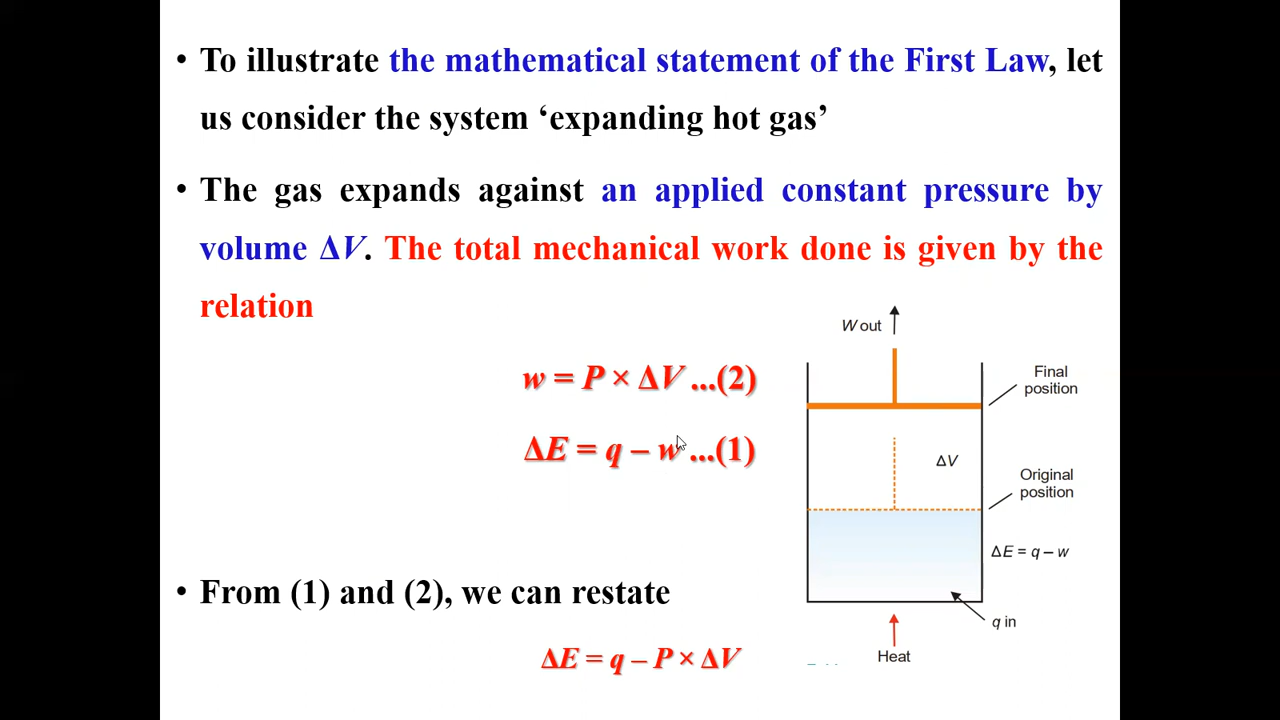 • To illustrate the mathematical statement of the First Law, let
us consider the system ‘expanding hot gas’
• The gas expands against an applied constant pressure by
volume ΔV. The total mechanical work done is given by the
relation
w = P × ΔV ...(2)
ΔE = q – w ...(1)
W out
Final
position
ΔV
Original
position
ΔE = q – w
q in
Heat
• From (1) and (2), we can restate
ΔE = q – P × ΔV